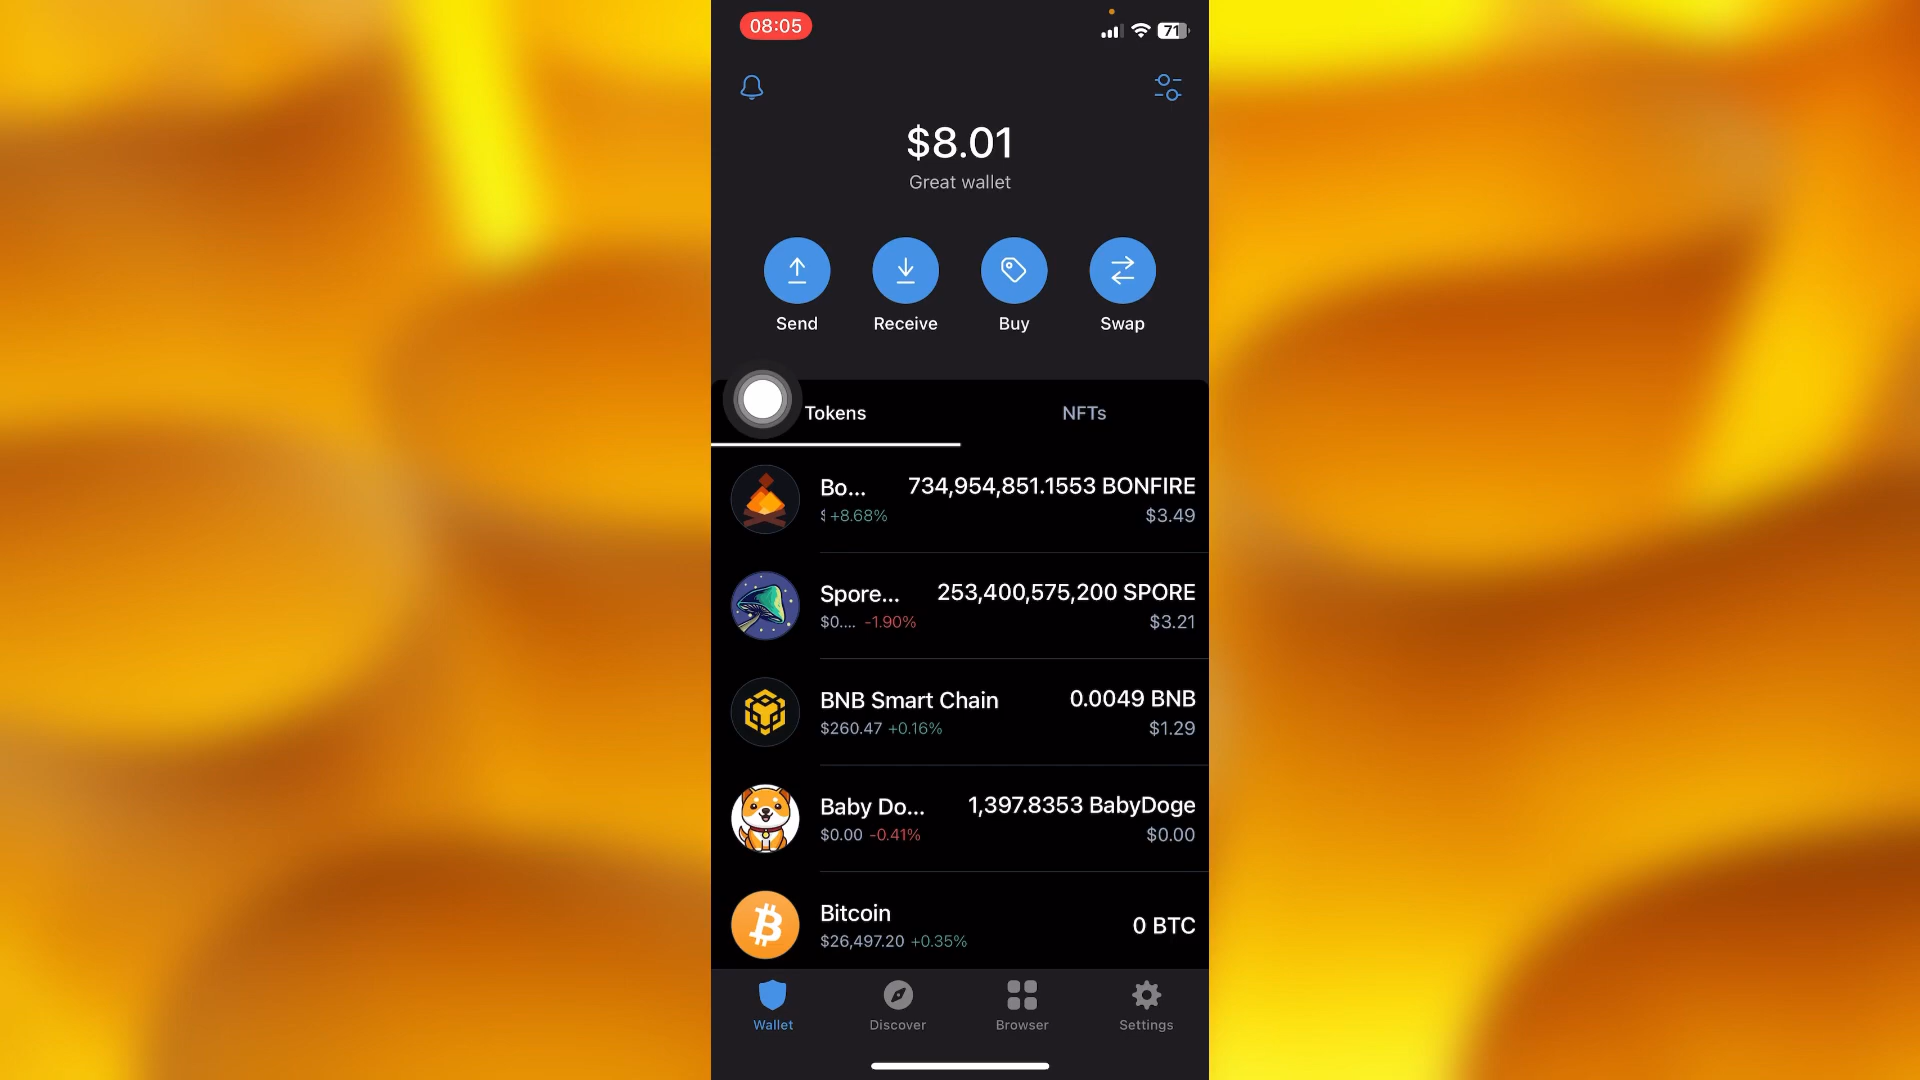 08:05
71
$8.01
Great wallet
Send Receive Buy Swap
Tokens NFTs
Bo... 734,954,851.1553 BONFIRE
$ +8.68% $3.49
Spore... 253,400,575,200 SPORE
$0.... -1.90% $3.21
BNB Smart Chain 0.0049 BNB
$260.47 +0.16% $1.29
Baby Do... 1,397.8353 BabyDoge
$0.00 -0.41% $0.00
Bitcoin 0 BTC
$26,497.20 +0.35%
Wallet Discover Browser Settings